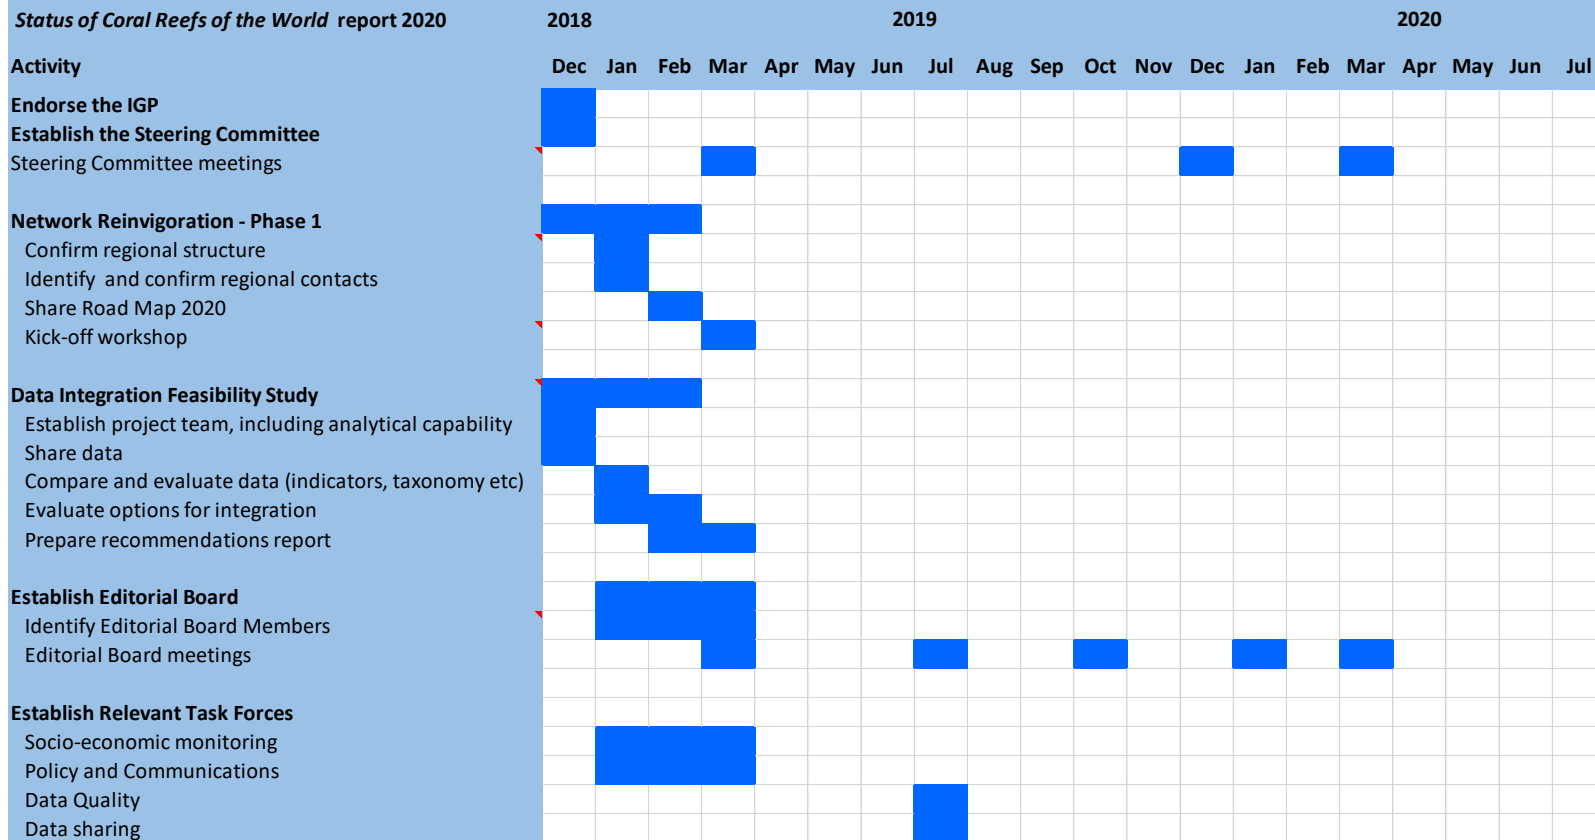 Status of Coral Reefs of the World report 2020 2018 2019 2020
Activity Dec Jan Feb Mar Apr May Jun Jul Aug Sep Oct Nov Dec Jan Feb Mar Apr May Jun Jul
Endorse the IGP
Establish the Steering Committee
Steering Committee meetings
Network Reinvigoration - Phase 1
Confirm regional structure
Identify and confirm regional contacts
Share Road Map 2020
Kick-off workshop
Data Integration Feasibility Study
Establish project team, including analytical capability
Share data
Compare and evaluate data (indicators, taxonomy etc)
Evaluate options for integration
Prepare recommendations report
Establish Editorial Board
Identify Editorial Board Members
Editorial Board meetings
Establish Relevant Task Forces
Socio-economic monitoring
Policy and Communications
Data Quality
Data sharing